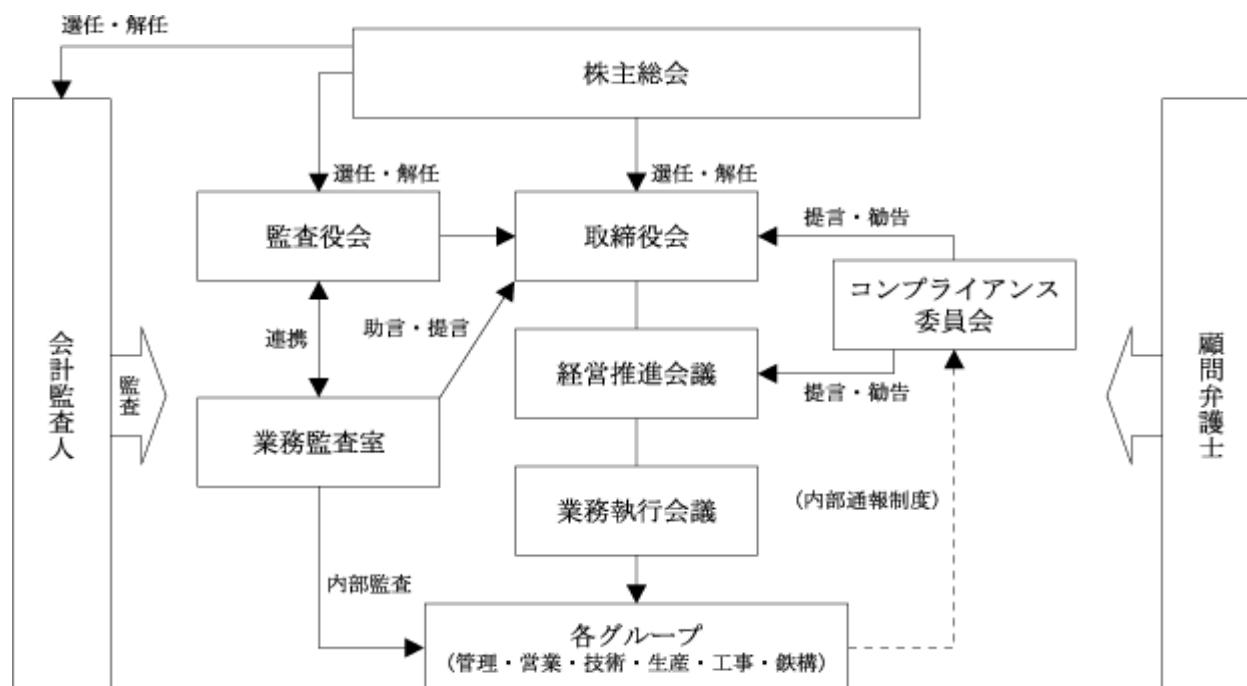 選任・解任
株主総会
選任・解任
選任・解任
監査役会
取締役会
提言・勧告
コンプライアンス
委員会
連携
助言・提言
会計監査人
監査
経営推進会議
提言・勧告
顧問弁護士
業務監査室
業務執行会議
(内部通報制度)
内部監査
各グループ
(管理・営業・技術・生産・工事・鉄構)